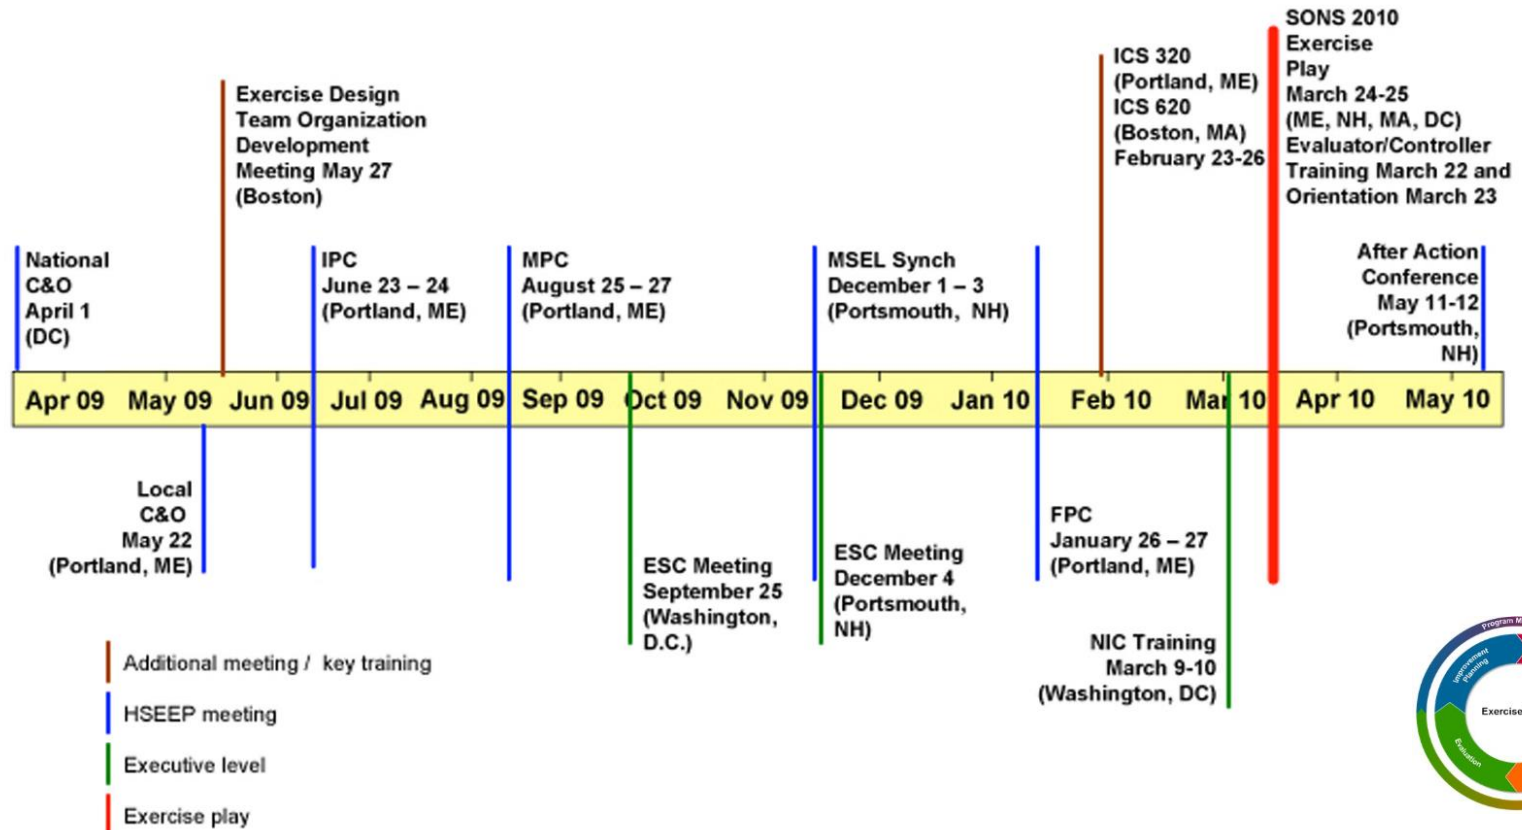 SONS 2010
Exercise
Play
March 24-25
(ME, NH, MA, DC)
Evaluator/Controller
Training March 22 and
Orientation March 23
ICS 320
(Portland, ME)
ICS 620
(Boston, MA)
February 23-26
Exercise Design
Team Organization
Development
Meeting May 27
(Boston)
National
C&O
April 1
(DC)
IPC
June 23 – 24
(Portland, ME)
MPC
August 25 – 27
(Portland, ME)
MSEL Synch
December 1 – 3
(Portsmouth, NH)
After Action
Conference
May 11-12
(Portsmouth,
NH)
Apr 09 May 09 Jun 09 Jul 09 Aug 09 Sep 09 Oct 09 Nov 09 Dec 09 Jan 10 Feb 10 Mar 10 Apr 10 May 10
Local
C&O
May 22
(Portland, ME)
ESC Meeting
September 25
(Washington,
D.C.)
ESC Meeting
December 4
(Portsmouth,
NH)
FPC
January 26 – 27
(Portland, ME)
NIC Training
March 9-10
(Washington, DC)
Additional meeting / key training
HSEEP meeting
Executive level
Exercise play
Program
Improvement
Planning
Exercise
Evaluation